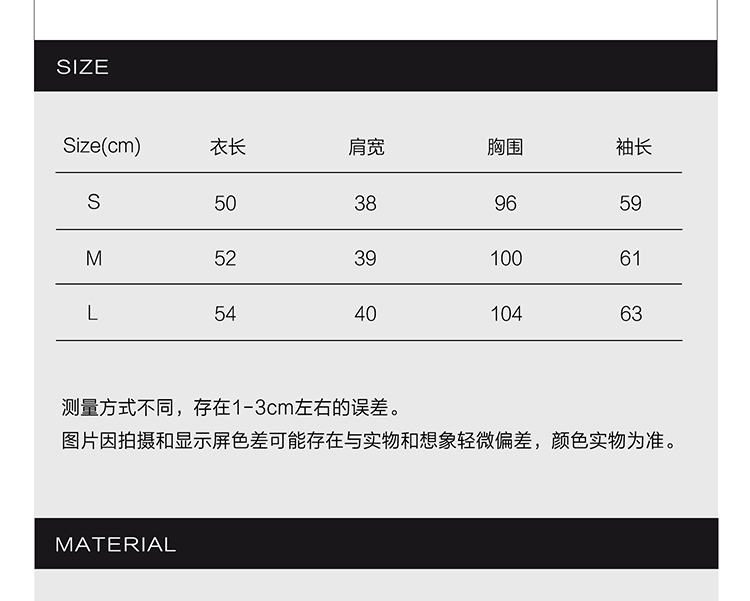 SIZE
Size(cm) 衣长 肩宽 胸围 袖长
S 50 38 96 59
M 52 39 100 61
L 54 40 104 63
测量方式不同，存在1-3cm左右的误差。
图片因拍摄和显示屏色差可能存在与实物和想象轻微偏差，颜色实物为准。
MATERIAL